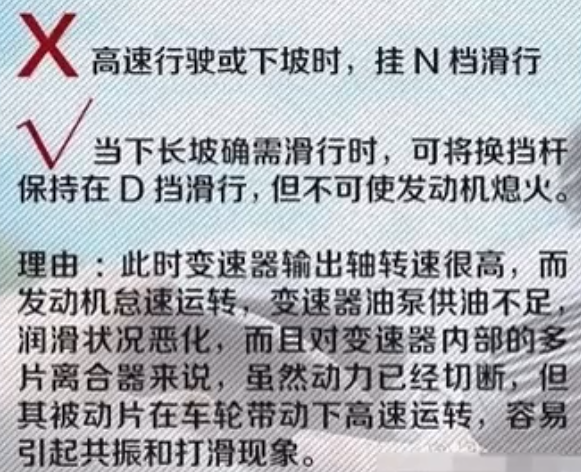 X 高速行驶或下坡时，挂 N 档滑行
√ 当下长坡确需滑行时，可将换挡杆
保持在 D 挡滑行，但不可使发动机熄火。
理由：此时变速器输出轴转速很高，而
发动机怠速运转，变速器油泵供油不足，
润滑状况恶化，而且对变速器内部的多
片离合器来说，虽然动力已经切断，但
其被动片在车轮带动下高速运转，容易
引起共振和打滑现象。